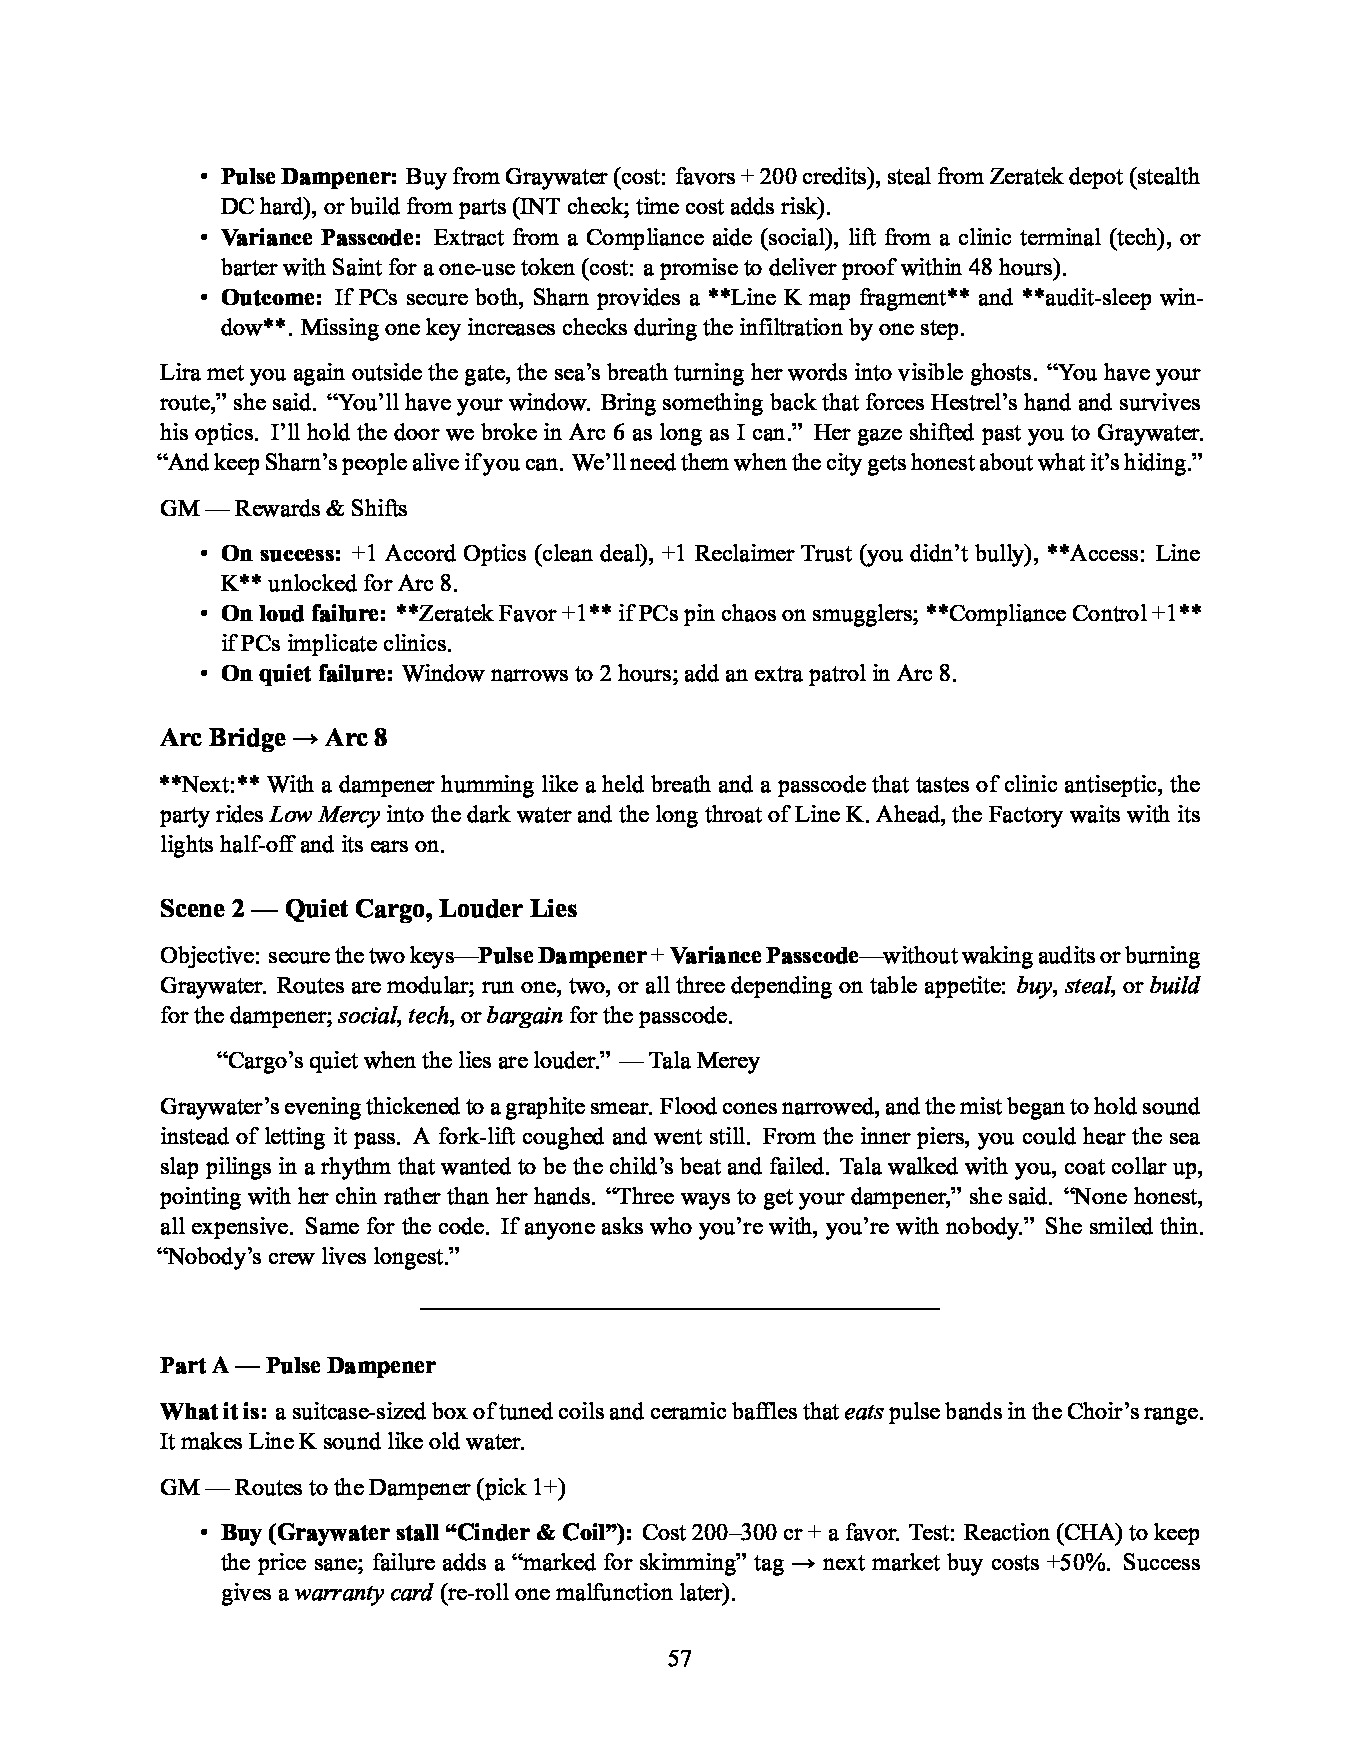 • Pulse Dampener: Buy from Graywater (cost: favors + 200 credits), steal from Zeratek depot (stealth
DC hard), or build from parts (INT check; time cost adds risk).
• Variance Passcode: Extract from a Compliance aide (social), lift from a clinic terminal (tech), or
barter with Saint for a one-use token (cost: a promise to deliver proof within 48 hours).
• Outcome: If PCs secure both, Sharn provides a **Line K map fragment** and **audit-sleep win-
dow**. Missing one key increases checks during the infiltration by one step.
Lira met you again outside the gate, the sea’s breath turning her words into visible ghosts. “You have your
route,” she said. “You’ll have your window. Bring something back that forces Hestrel’s hand and survives
his optics. I’ll hold the door we broke in Arc 6 as long as I can.” Her gaze shifted past you to Graywater.
“And keep Sharn’s people alive if you can. We’ll need them when the city gets honest about what it’s hiding.”
GM — Rewards & Shifts
• On success: +1 Accord Optics (clean deal), +1 Reclaimer Trust (you didn’t bully), **Access: Line
K** unlocked for Arc 8.
• On loud failure: **Zeratek Favor +1** if PCs pin chaos on smugglers; **Compliance Control +1**
if PCs implicate clinics.
• On quiet failure: Window narrows to 2 hours; add an extra patrol in Arc 8.
Arc Bridge → Arc 8
**Next:** With a dampener humming like a held breath and a passcode that tastes of clinic antiseptic, the
party rides Low Mercy into the dark water and the long throat of Line K. Ahead, the Factory waits with its
lights half-off and its ears on.
Scene 2 — Quiet Cargo, Louder Lies
Objective: secure the two keys—Pulse Dampener + Variance Passcode—without waking audits or burning
Graywater. Routes are modular; run one, two, or all three depending on table appetite: buy, steal, or build
for the dampener; social, tech, or bargain for the passcode.
“Cargo’s quiet when the lies are louder.” — Tala Merey
Graywater’s evening thickened to a graphite smear. Flood cones narrowed, and the mist began to hold sound
instead of letting it pass. A fork-lift coughed and went still. From the inner piers, you could hear the sea
slap pilings in a rhythm that wanted to be the child’s beat and failed. Tala walked with you, coat collar up,
pointing with her chin rather than her hands. “Three ways to get your dampener,” she said. “None honest,
all expensive. Same for the code. If anyone asks who you’re with, you’re with nobody.” She smiled thin.
“Nobody’s crew lives longest.”
Part A — Pulse Dampener
What it is: a suitcase-sized box of tuned coils and ceramic baffles that eats pulse bands in the Choir’s range.
It makes Line K sound like old water.
GM — Routes to the Dampener (pick 1+)
• Buy (Graywater stall “Cinder & Coil”): Cost 200–300 cr + a favor. Test: Reaction (CHA) to keep
the price sane; failure adds a “marked for skimming” tag → next market buy costs +50%. Success
gives a warranty card (re-roll one malfunction later).
57